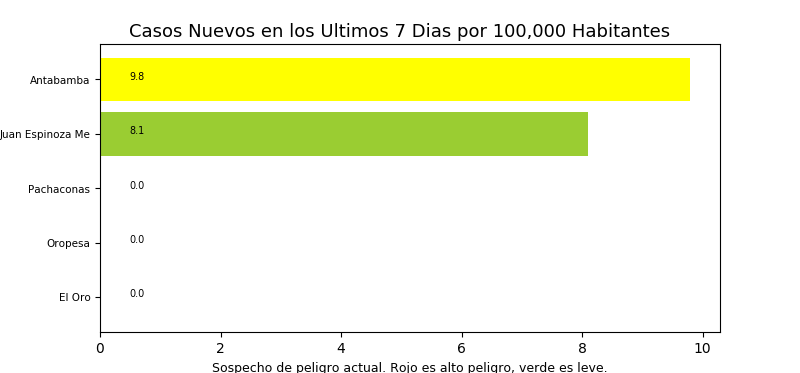 Casos Nuevos en los Ultimos 7 Dias por 100,000 Habitantes
Antabamba 9.8
Juan Espinoza Me 8.1
Pachaconas 0.0
Oropesa 0.0
El Oro 0.0
0 2 4 6 8 10
Sospecho de peligro actual. Rojo es alto peligro, verde es leve.